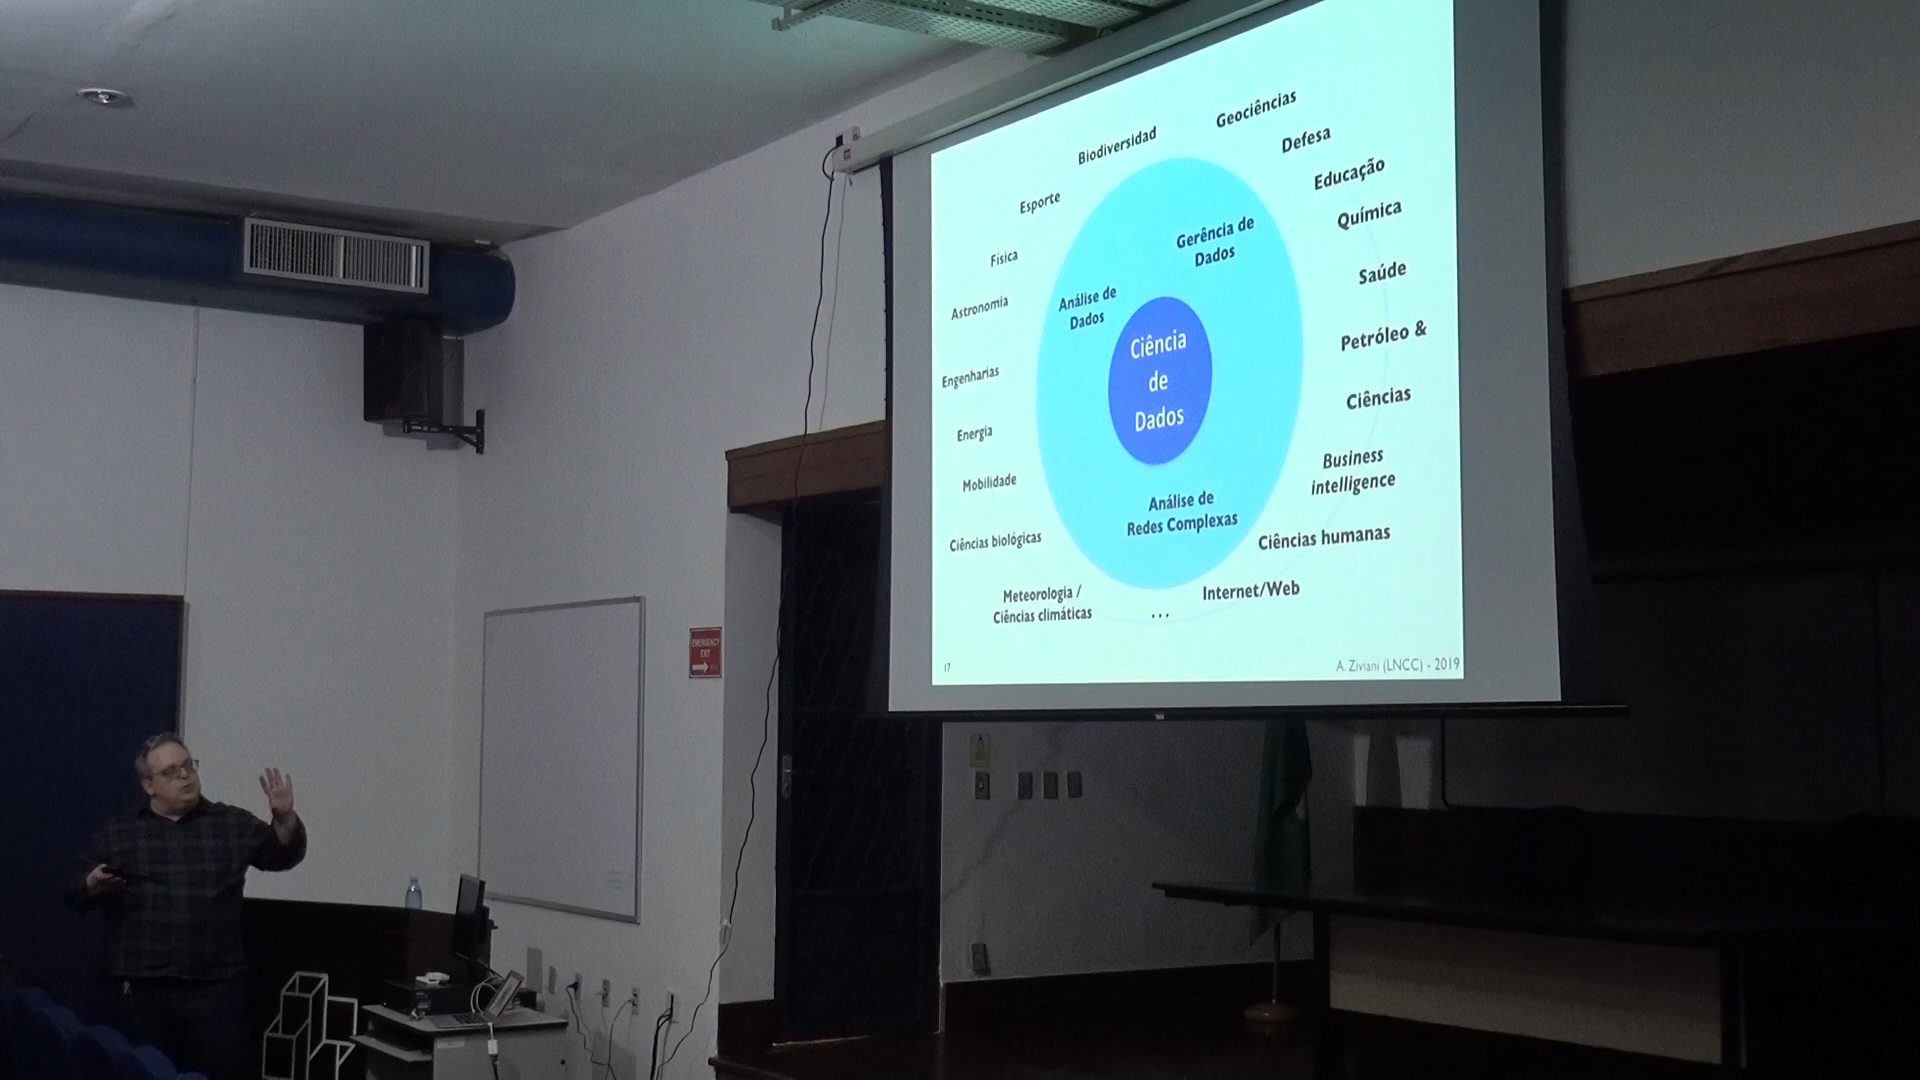 Geociências
Biodiversidad
Defesa
Educação
Esporte
Química
Gerência de
Dados
Física
Saúde
Astronomia
Análise de
Dados
Petróleo &
Ciência
de
Dados
Engenharias
Ciências
Energia
Business
intelligence
Mobilidade
Análise de
Redes Complexas
Ciências biológicas
Ciências humanas
Meteorologia /
Ciências climáticas
Internet/Web
...
17
A. Ziviani (LNCC) - 2019
EMERGENCY
EXIT